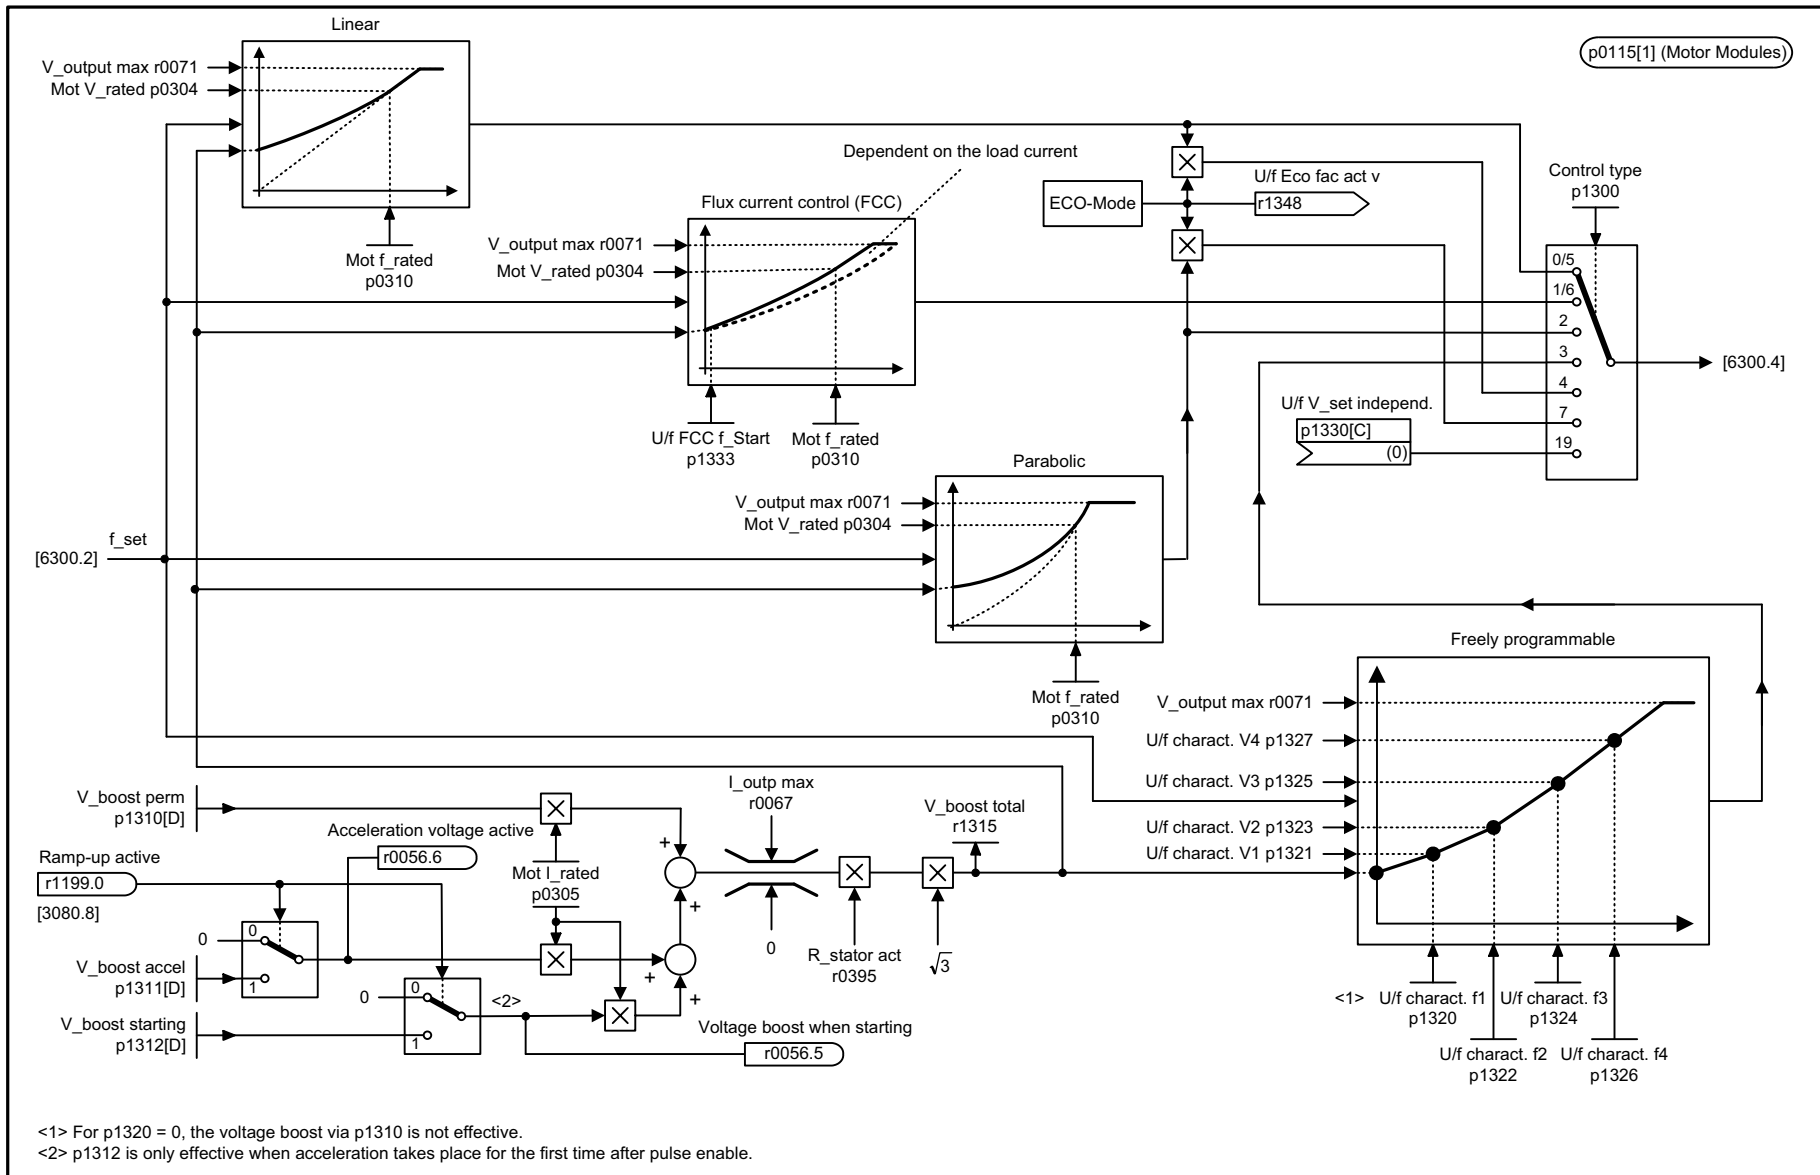 Linear
p0115[1] (Motor Modules)
V_output max r0071
Mot V_rated p0304
Mot f_rated
p0310
Dependent on the load current
Flux current control (FCC)
V_output max r0071
Mot V_rated p0304
U/f FCC f_Start
p1333
Mot f_rated
p0310
ECO-Mode
U/f Eco fac act v
r1348
Control type
p1300
0/5
1/6
2
3
4
7
19
[6300.4]
U/f V_set independ.
p1330[C]
(0)
Parabolic
V_output max r0071
Mot V_rated p0304
Mot f_rated
p0310
f_set
[6300.2]
Freely programmable
V_output max r0071
U/f charact. V4 p1327
U/f charact. V3 p1325
U/f charact. V2 p1323
U/f charact. V1 p1321
<1>
U/f charact. f1
p1320
U/f charact. f3
p1324
U/f charact. f2
p1322
U/f charact. f4
p1326
V_boost perm
p1310[D]
Acceleration voltage active
r0056.6
Ramp-up active
r1199.0
[3080.8]
0
0
1
V_boost accel
p1311[D]
0
0
1
V_boost starting
p1312[D]
<2>
Mot I_rated
p0305
+
+
+
+
Voltage boost when starting
r0056.5
I_outp max
r0067
0
R_stator act
r0395
√3
V_boost total
r1315
<1> For p1320 = 0, the voltage boost via p1310 is not effective.
<2> p1312 is only effective when acceleration takes place for the first time after pulse enable.